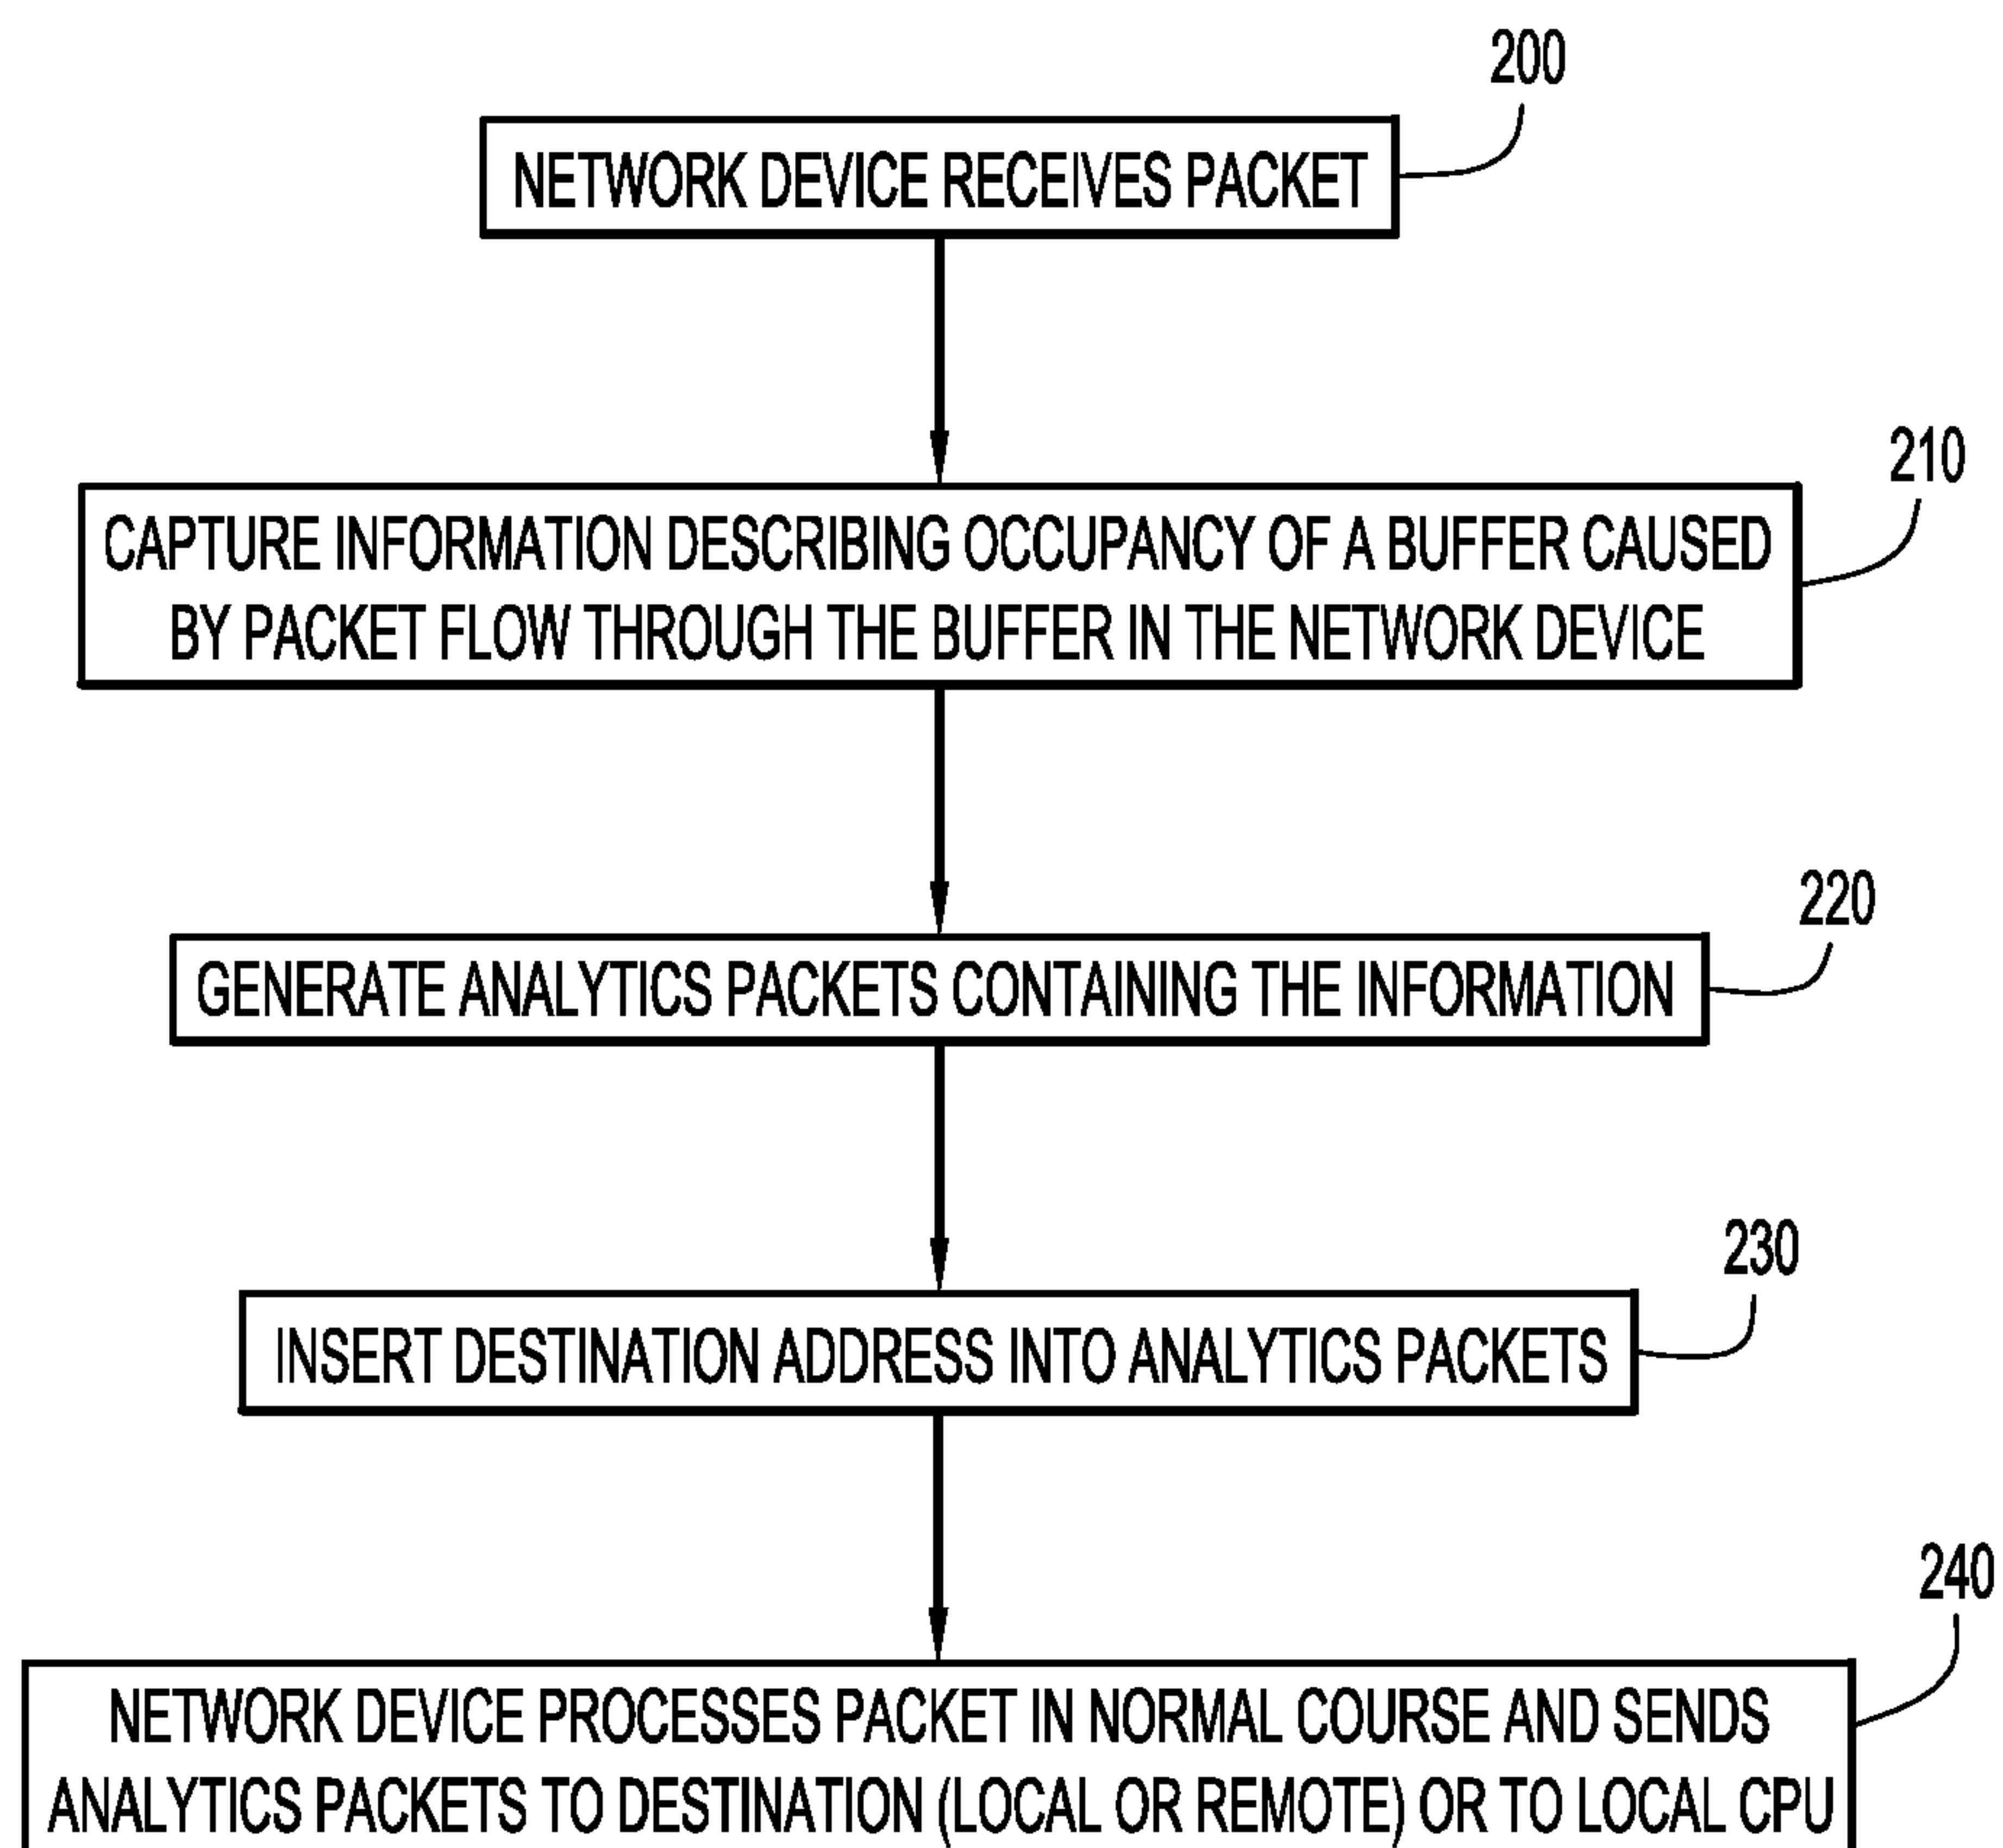 200
NETWORK DEVICE RECEIVES PACKET
210
CAPTURE INFORMATION DESCRIBING OCCUPANCY OF A BUFFER CAUSED
BY PACKET FLOW THROUGH THE BUFFER IN THE NETWORK DEVICE
220
GENERATE ANALYTICS PACKETS CONTAINING THE INFORMATION
230
INSERT DESTINATION ADDRESS INTO ANALYTICS PACKETS
240
NETWORK DEVICE PROCESSES PACKET IN NORMAL COURSE AND SENDS
ANALYTICS PACKETS TO DESTINATION (LOCAL OR REMOTE) OR TO LOCAL CPU